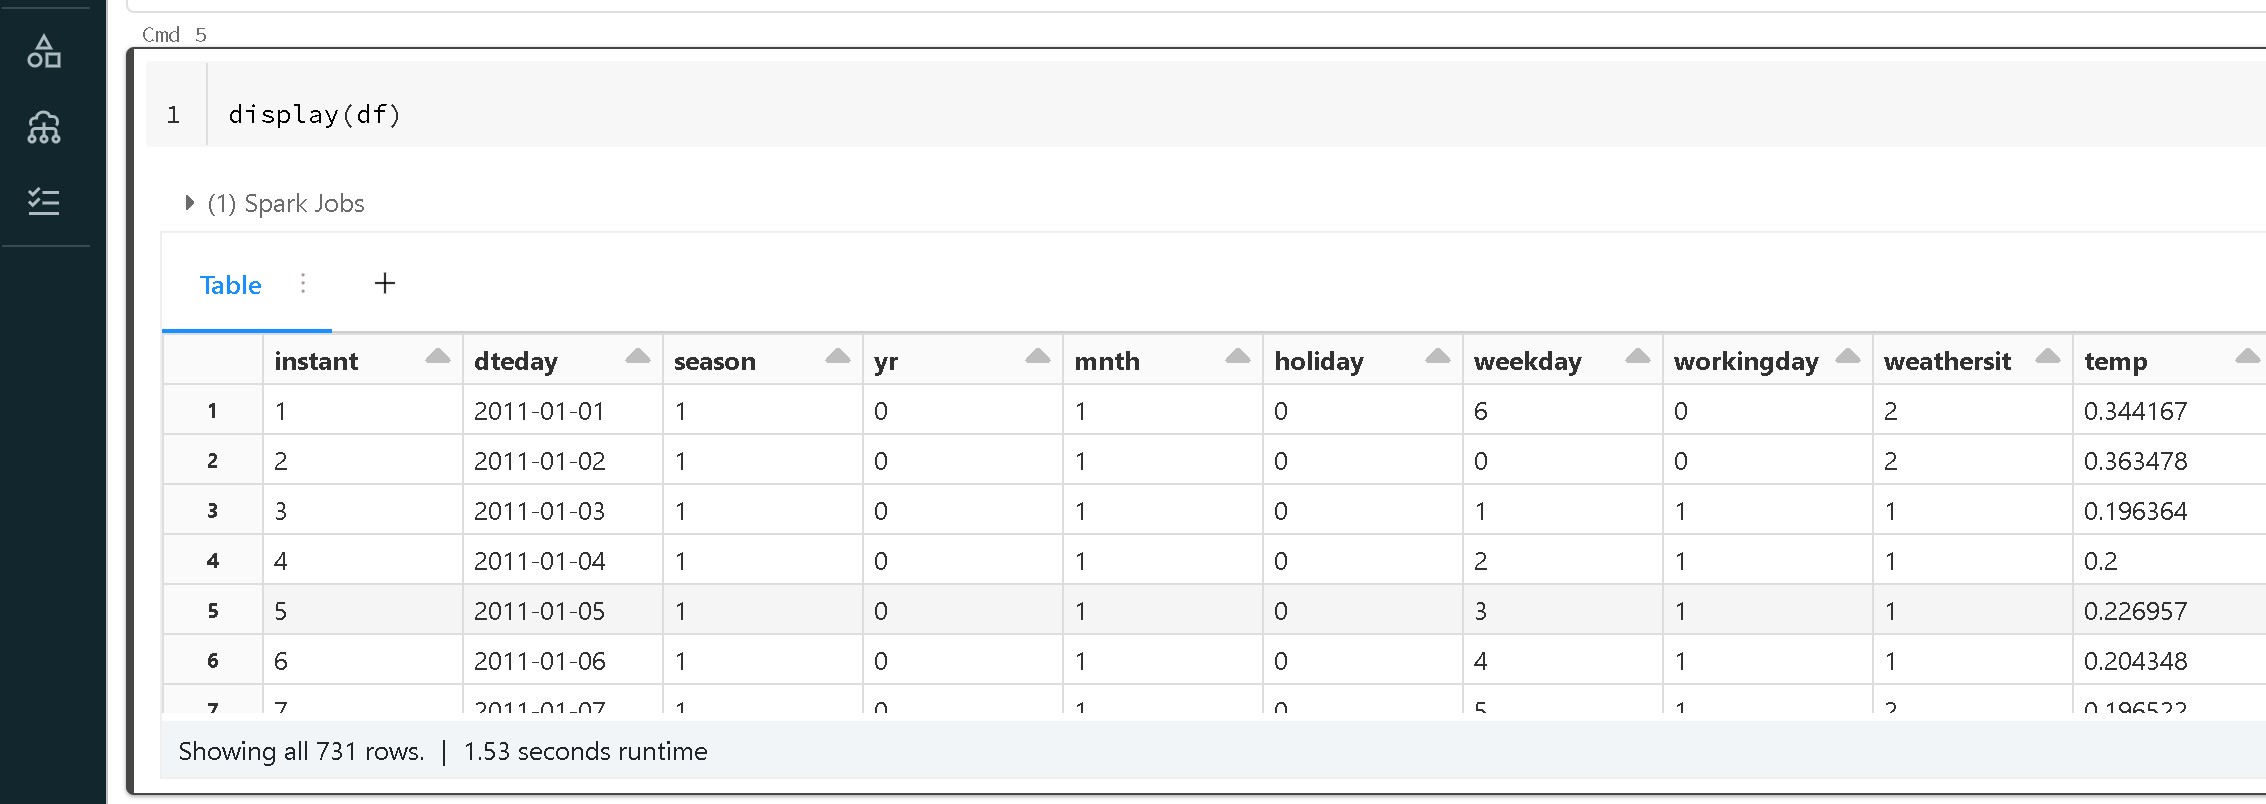 Cmd 5
1 display(df)
(1) Spark Jobs
Table +
instant dteday season yr mnth holiday weekday workingday weathersit temp
1 1 2011-01-01 1 0 1 0 6 0 2 0.344167
2 2 2011-01-02 1 0 1 0 0 0 2 0.363478
3 3 2011-01-03 1 0 1 0 1 1 1 0.196364
4 4 2011-01-04 1 0 1 0 2 1 1 0.2
5 5 2011-01-05 1 0 1 0 3 1 1 0.226957
6 6 2011-01-06 1 0 1 0 4 1 1 0.204348
7 7 2011-01-07 1 0 1 0 5 1 2 0.196522
Showing all 731 rows. | 1.53 seconds runtime